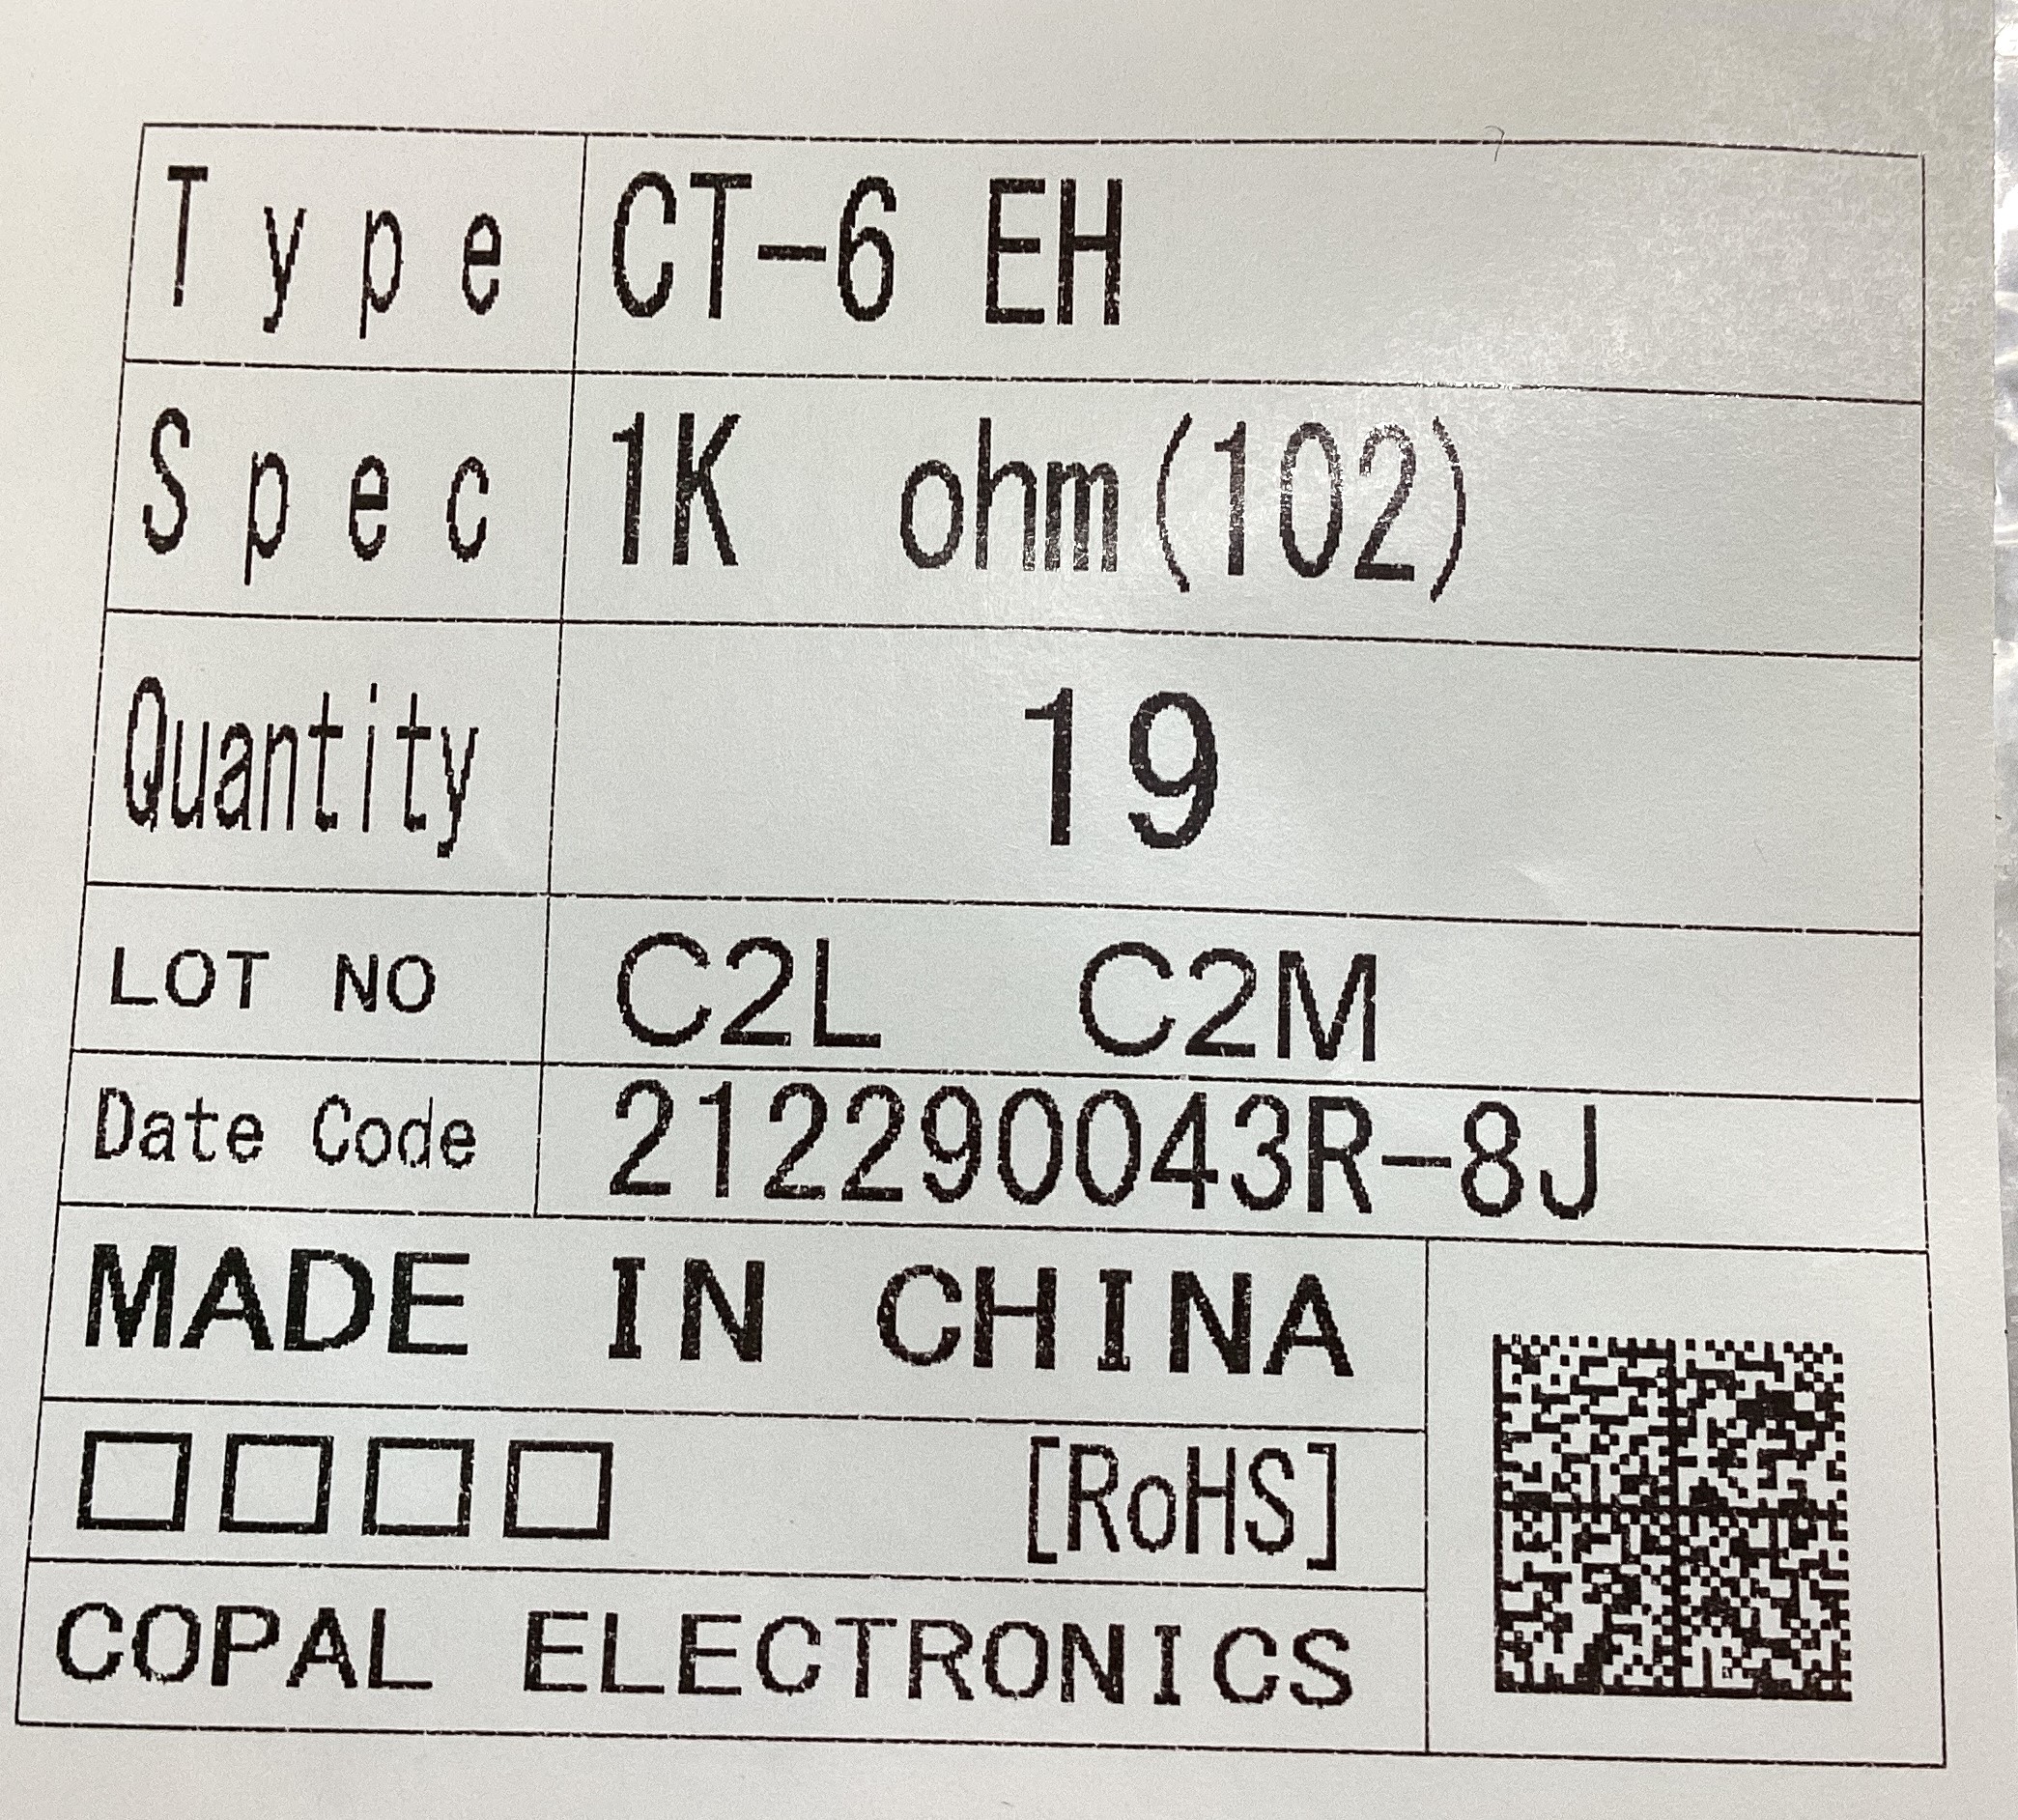 Type CT-6 EH
Spec 1K ohm(102)
Quantity 19
LOT NO C2L C2M
Date Code 212290043R-8J
MADE IN CHINA
□□□□ [RoHS]
COPAL ELECTRONICS